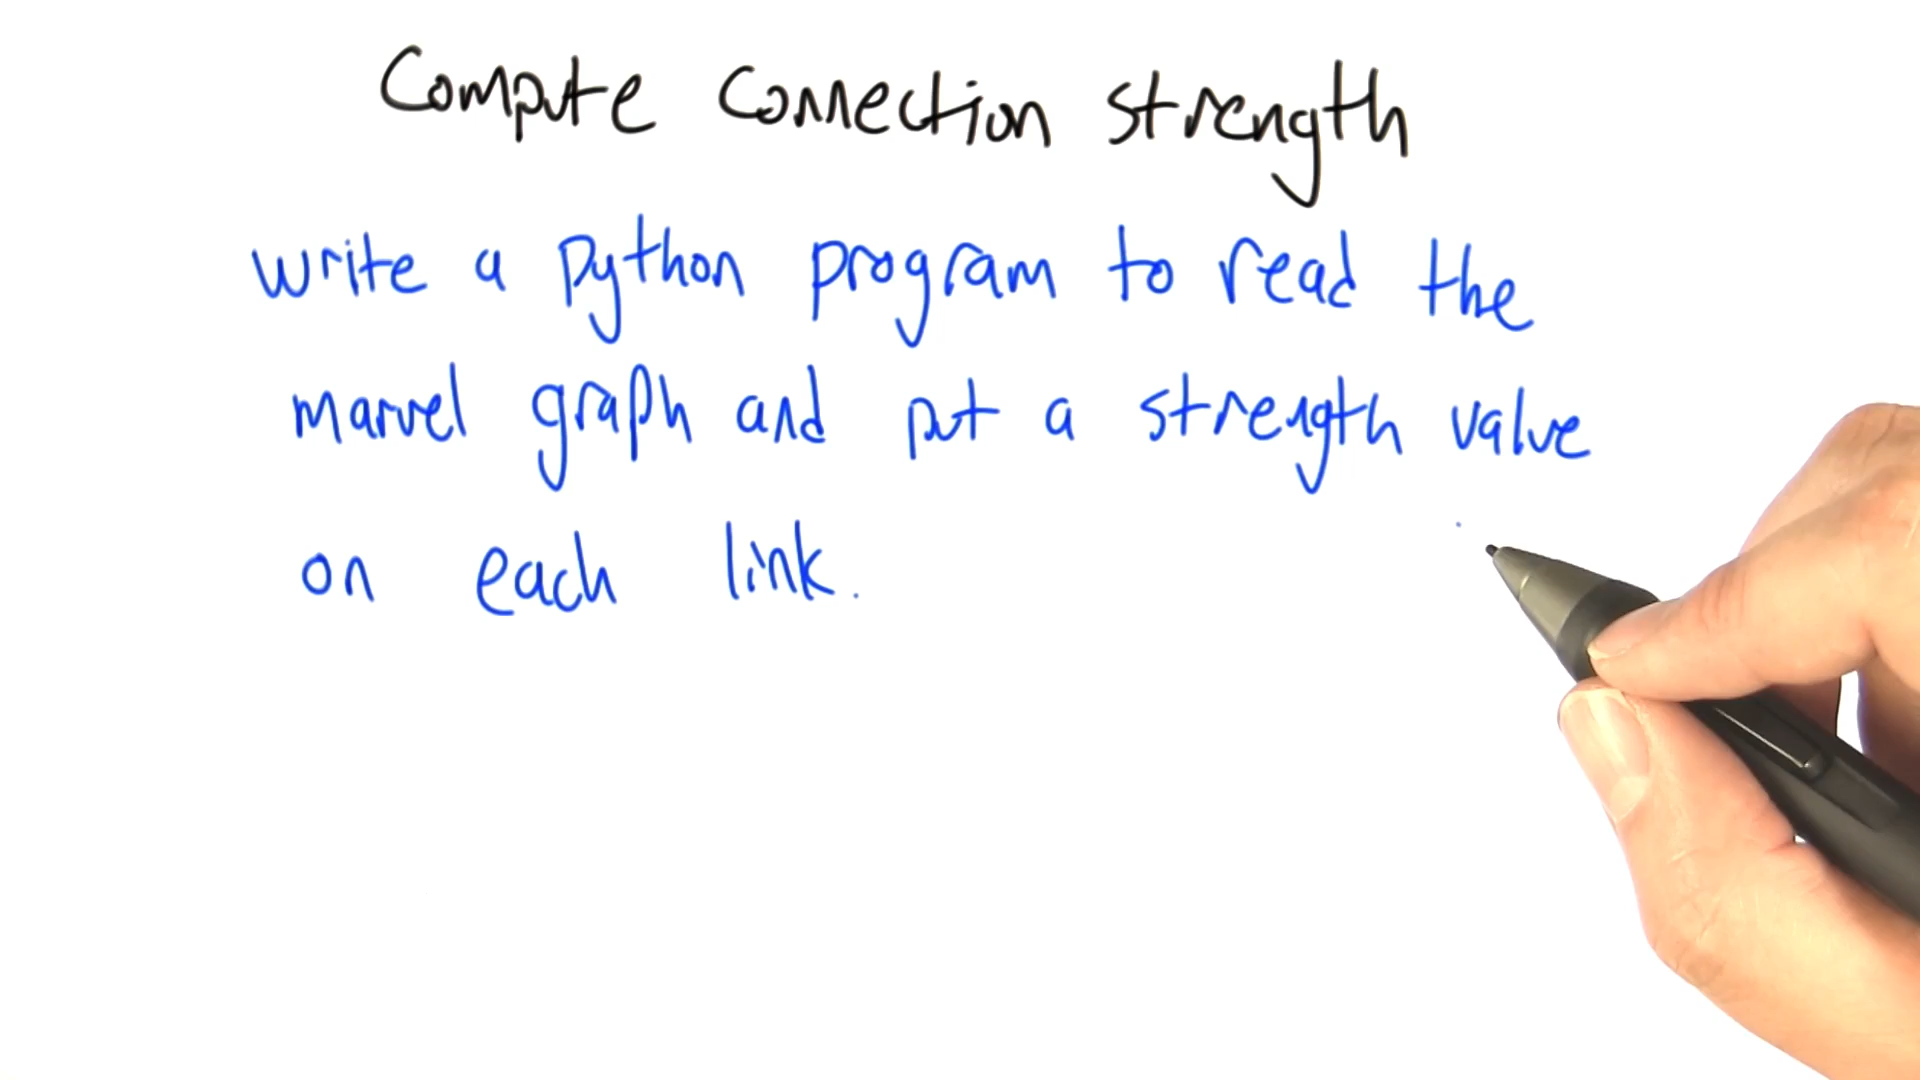 Compute connection strength
write a python program to read the
marvel graph and put a strength value
on each link.